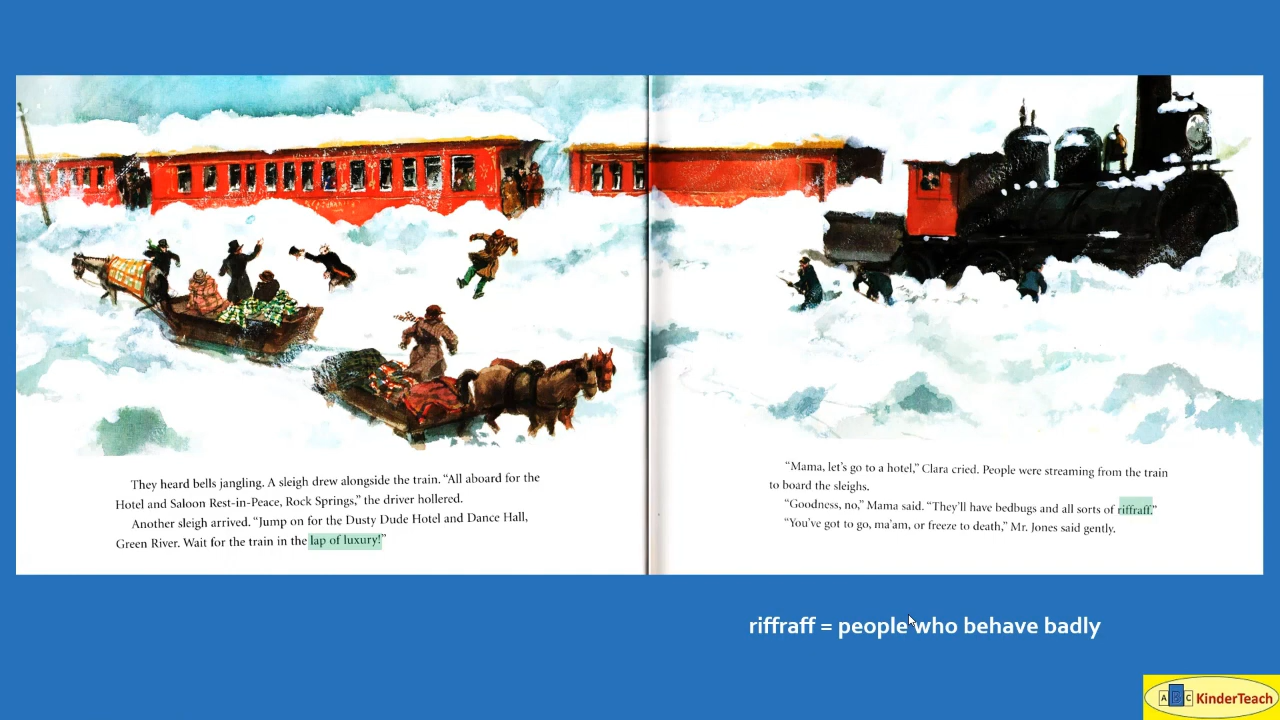 They heard bells jangling. A sleigh drew alongside the train. “All aboard for the
Hotel and Saloon Rest-in-Peace, Rock Springs,” the driver hollered.
Another sleigh arrived. “Jump on for the Dusty Dude Hotel and Dance Hall,
Green River. Wait for the train in the lap of luxury!”
“Mama, let’s go to a hotel,” Clara cried. People were streaming from the train
to board the sleighs.
“Goodness, no,” Mama said. “They’ll have bedbugs and all sorts of riffraff.”
“You’ve got to go, ma’am, or freeze to death,” Mr. Jones said gently.
riffraff = people who behave badly
ABC KinderTeach